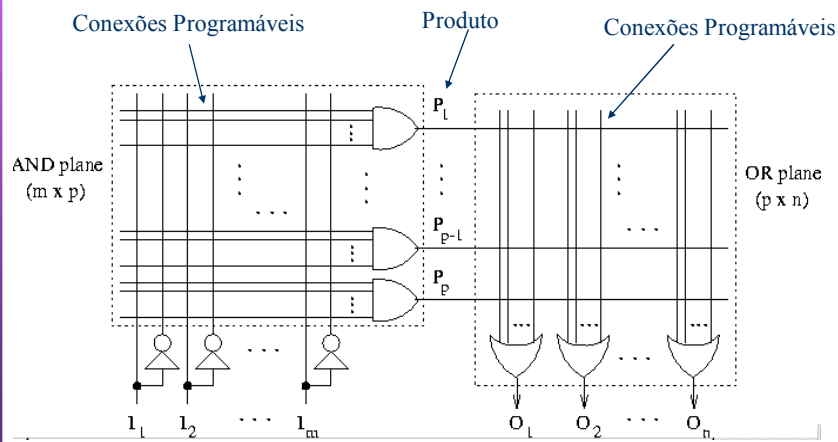 Conexões Programáveis
Produto
Conexões Programáveis
P1
AND plane
(m x p)
OR plane
(p x n)
Pp-1
Pp
I1 I2 ... Im
O1 O2 ... On